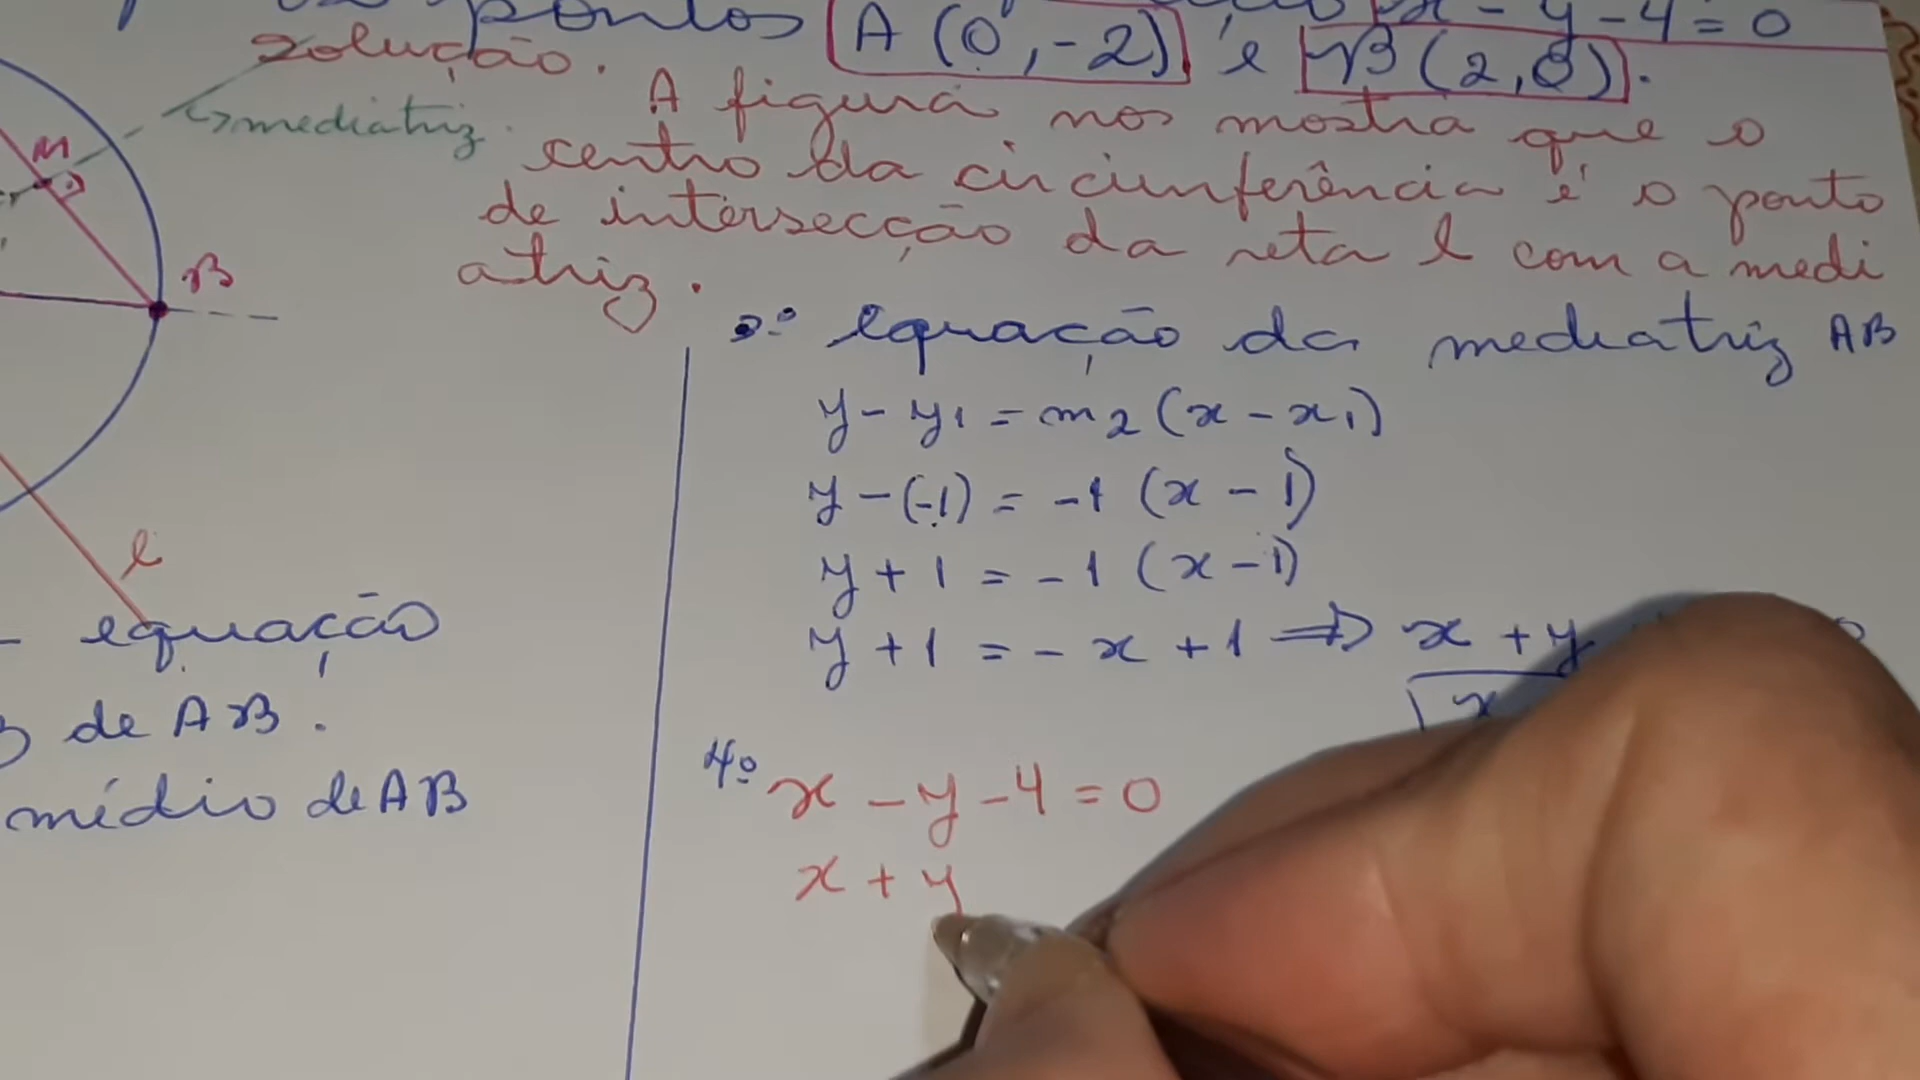 pontos A (0, -2) e B (2, 0).
x - y - 4 = 0
solução.
↳ mediatriz.
A figura nos mostra que o
centro da circunferência é o ponto
de intersecção da reta l com a medi
atriz.
M
B
l
3º equação da mediatriz AB
y - y1 = m2 (x - x1)
y - (-1) = -1 (x - 1)
y + 1 = -1 (x - 1)
y + 1 = - x + 1 ⇒ x + y
x
- equação
de AB.
médio de AB
4º x - y - 4 = 0
x + y